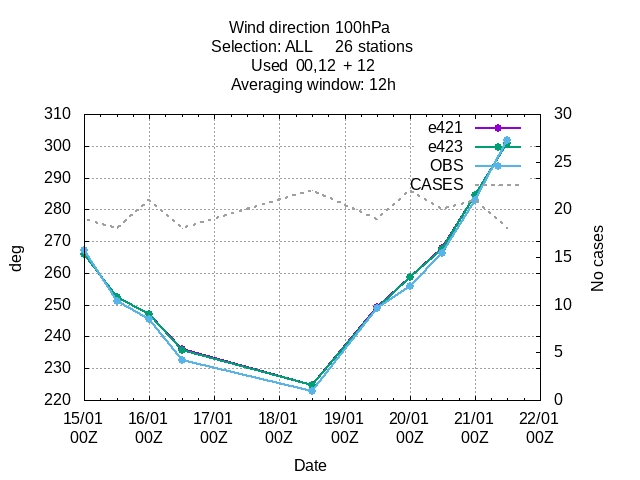 Wind direction 100hPa
Selection: ALL 26 stations
Used 00,12 + 12
Averaging window: 12h
310 30
e421
300 e423
25
290 OBS
CASES
280 20
270
deg
15
260
No cases
250 10
240
5
230
220 0
15/01 16/01 17/01 18/01 19/01 20/01 21/01 22/01
00Z 00Z 00Z 00Z 00Z 00Z 00Z 00Z
Date